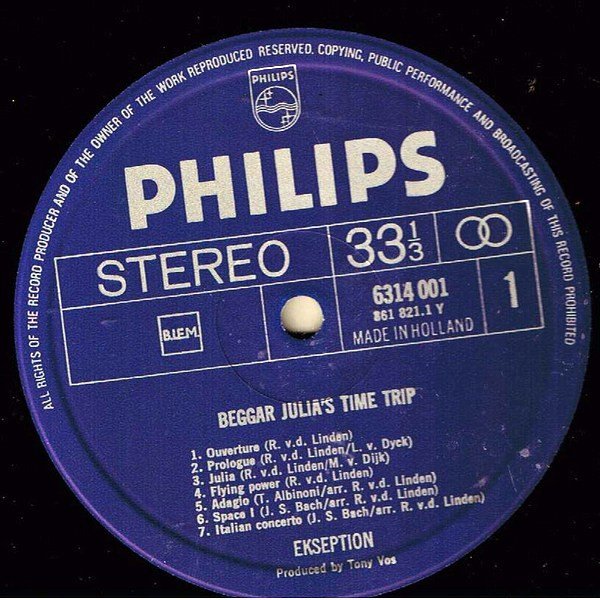 ALL RIGHTS OF THE RECORD PRODUCER AND OF THE OWNER OF THE WORK REPRODUCED RESERVED. COPYING, PUBLIC PERFORMANCE AND BROADCASTING OF THIS RECORD PROHIBITED
PHILIPS
PHILIPS
STEREO
33 1/3
6314 001
861 821.1 Y
1
B.I.E.M.
MADE IN HOLLAND
BEGGAR JULIA'S TIME TRIP
1. Ouverture (R. v.d. Linden)
2. Prologue (R. v.d. Linden/L. v. Dyck)
3. Julia (R. v.d. Linden/M. v. Dijk)
4. Flying power (R. v.d. Linden)
5. Adagio (T. Albinoni/arr. R. v.d. Linden)
6. Space I (J. S. Bach/arr. R. v.d. Linden)
7. Italian concerto (J. S. Bach/arr. R. v.d. Linden)
EKSEPTION
Produced by Tony Vos